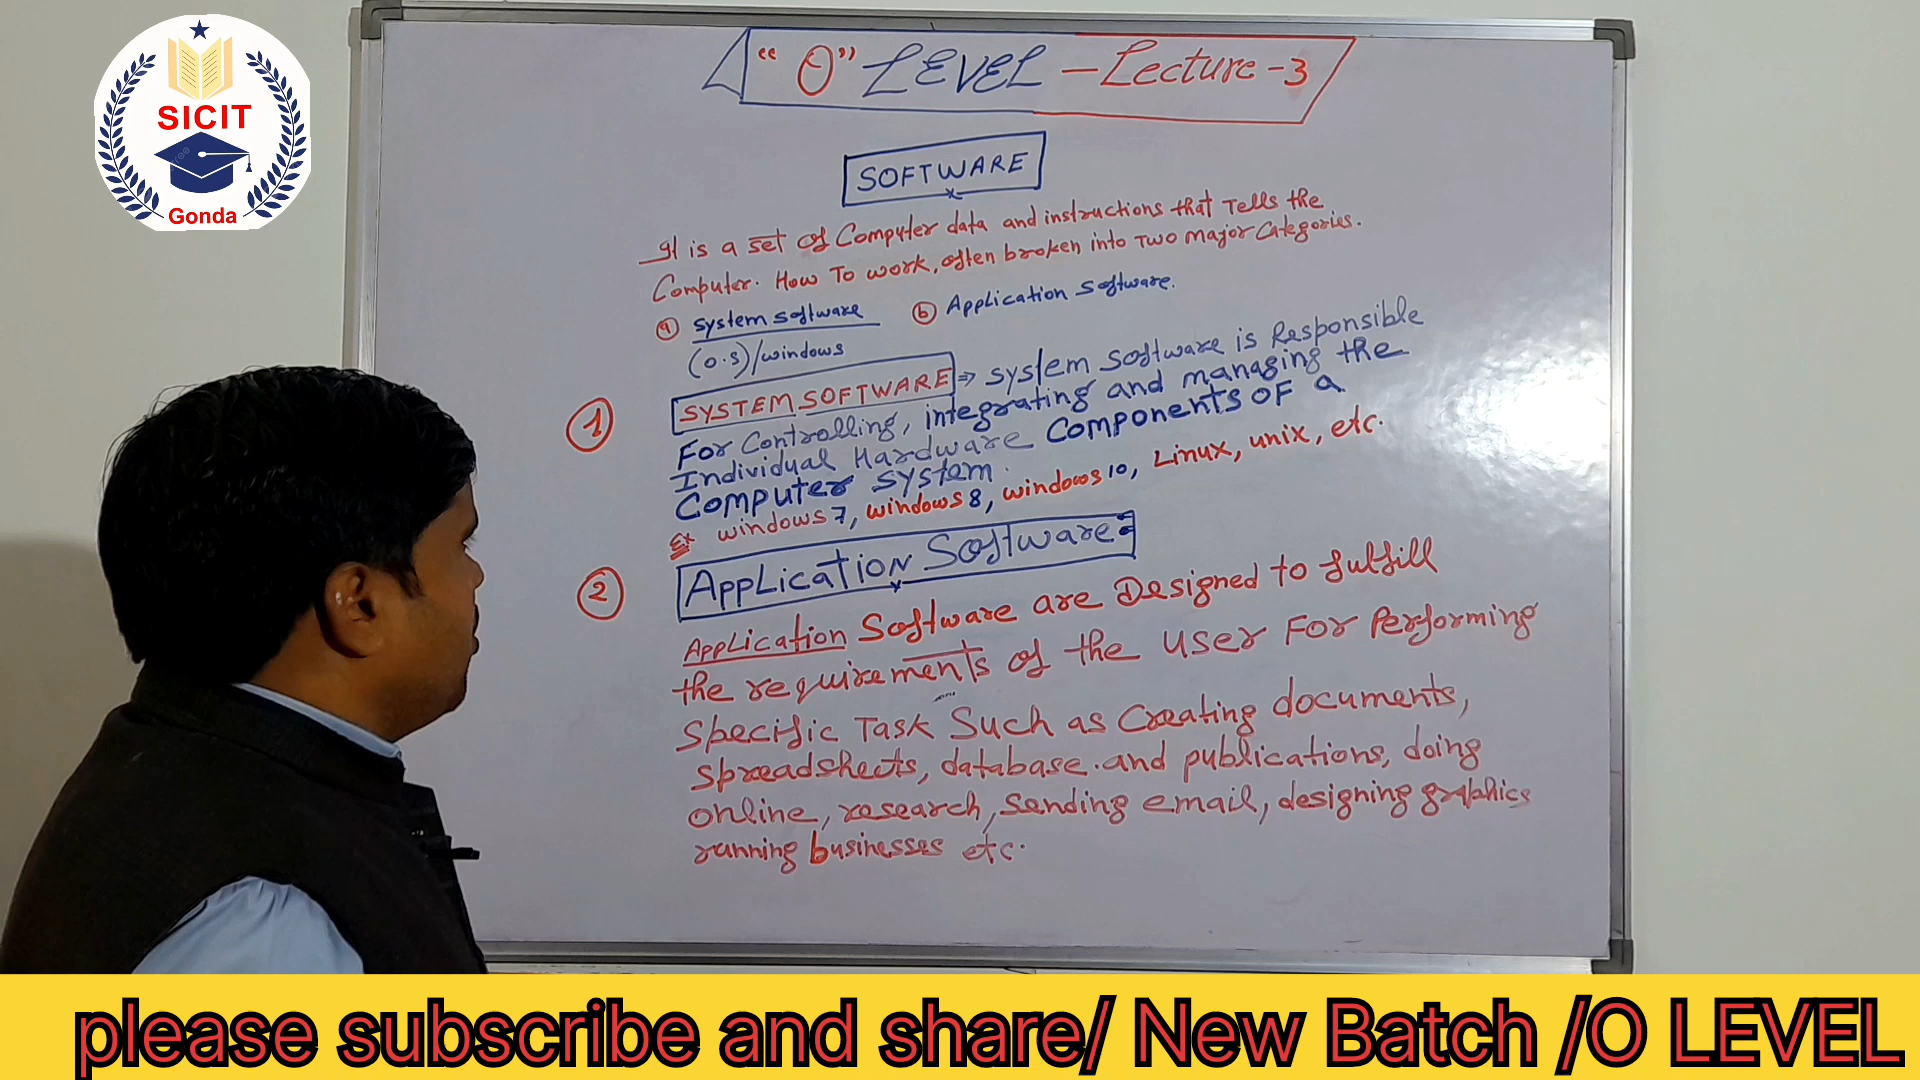 SICIT
Gonda
"O" LEVEL - Lecture - 3
SOFTWARE
It is a set of Computer data and instructions that Tells the
Computer. How To work, often broken into Two major Categories.
(a) System Software (b) Application Software.
(O.S)/windows
1 SYSTEM SOFTWARE ⇒ System Software is Responsible
For Controlling, integrating and managing the
Individual Hardware Components OF a
Computer System.
Ex windows 7, windows 8, windows 10, Linux, unix, etc.
2 Application Software:
Application Software are Designed to fulfill
the requirements of the user For Performing
Specific Task Such as Creating documents,
Spreadsheets, database. and publications, doing
online, research, Sending email, designing graphics
running businesses etc.
please subscribe and share/ New Batch /O LEVEL